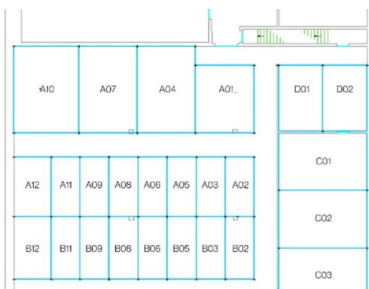 A10 A07 A04 A01 D01 D02
C01
A12 A11 A09 A08 A06 A05 A03 A02
C02
B12 B11 B09 B08 B06 B05 B03 B02
C03